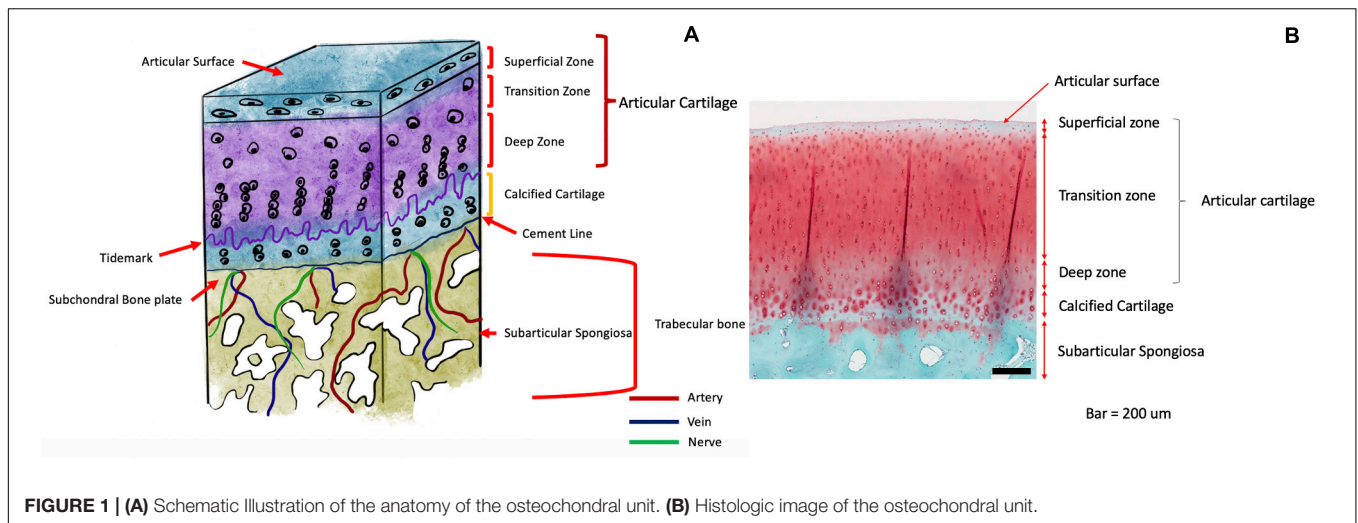 A
Articular Surface
Superficial Zone
Transition Zone
Articular Cartilage
Deep Zone
Calcified Cartilage
Cement Line
Tidemark
Subchondral Bone plate
Subarticular Spongiosa
Trabecular bone
Artery
Vein
Nerve
B
Articular surface
Superficial zone
Transition zone
Articular cartilage
Deep zone
Calcified Cartilage
Subarticular Spongiosa
Bar = 200 um
FIGURE 1 | (A) Schematic Illustration of the anatomy of the osteochondral unit. (B) Histologic image of the osteochondral unit.